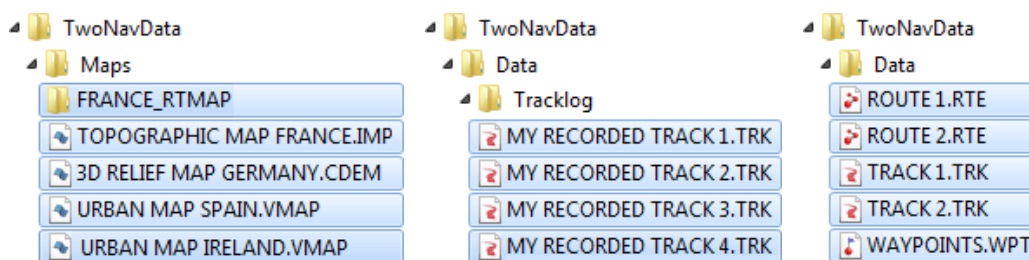 TwoNavData
Maps
FRANCE_RTMAP
TOPOGRAPHIC MAP FRANCE.IMP
3D RELIEF MAP GERMANY.CDEM
URBAN MAP SPAIN.VMAP
URBAN MAP IRELAND.VMAP
TwoNavData
Data
Tracklog
MY RECORDED TRACK 1.TRK
MY RECORDED TRACK 2.TRK
MY RECORDED TRACK 3.TRK
MY RECORDED TRACK 4.TRK
TwoNavData
Data
ROUTE 1.RTE
ROUTE 2.RTE
TRACK 1.TRK
TRACK 2.TRK
WAYPOINTS.WPT